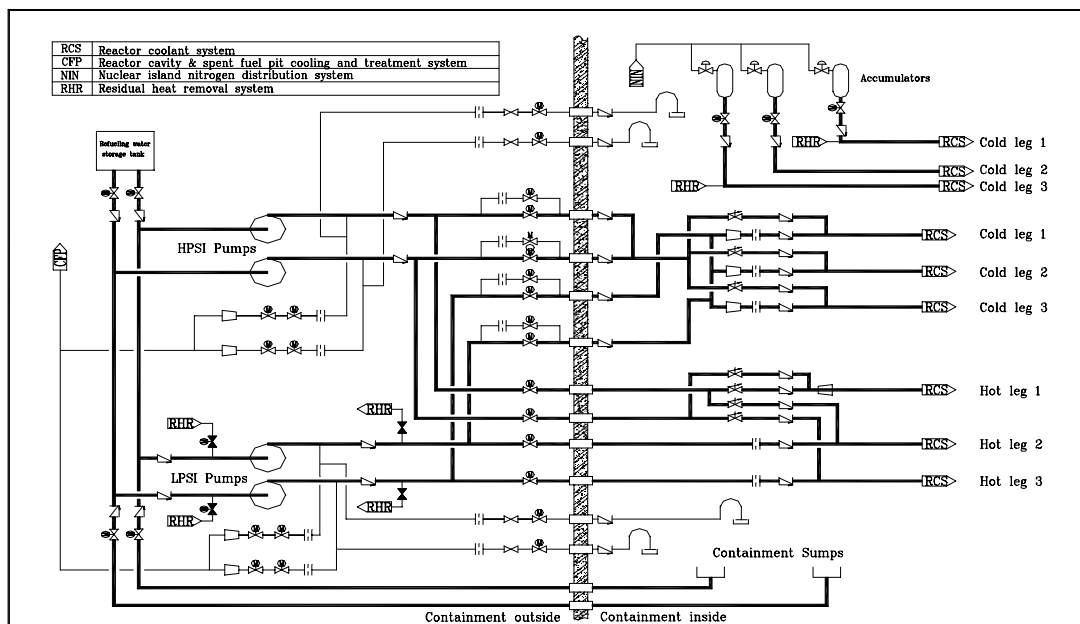 RCS Reactor coolant system
CFP Reactor cavity & spent fuel pit cooling and treatment system
NIN Nuclear island nitrogen distribution system
RHR Residual heat removal system
NIN
Accumulators
Refueling water
storage tank
RHR
RCS Cold leg 1
RCS Cold leg 2
RHR
RCS Cold leg 3
HPSI Pumps
CFP
RCS Cold leg 1
RCS Cold leg 2
RCS Cold leg 3
M
M
M
M
M
M
M
M
M
M
M
M
M
M
RCS Hot leg 1
M
M
RHR
RHR
M
RCS Hot leg 2
LPSI Pumps
M
RCS Hot leg 3
RHR
RHR
M
M
M
M
M
M
Containment Sumps
Containment outside
Containment inside